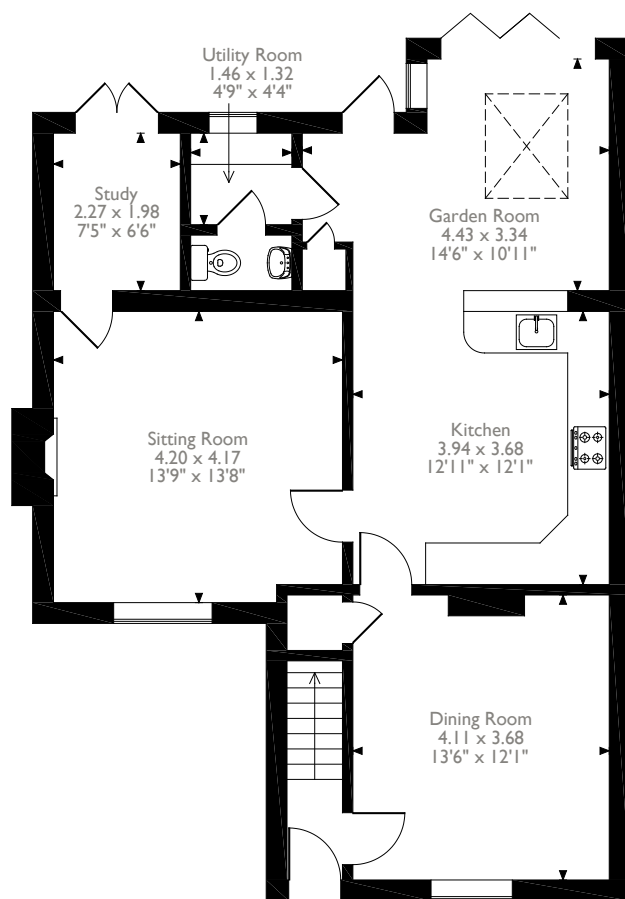 Utility Room
1.46 x 1.32
4'9" x 4'4"
Study
2.27 x 1.98
7'5" x 6'6"
Garden Room
4.43 x 3.34
14'6" x 10'11"
Sitting Room
4.20 x 4.17
13'9" x 13'8"
Kitchen
3.94 x 3.68
12'11" x 12'1"
Dining Room
4.11 x 3.68
13'6" x 12'1"